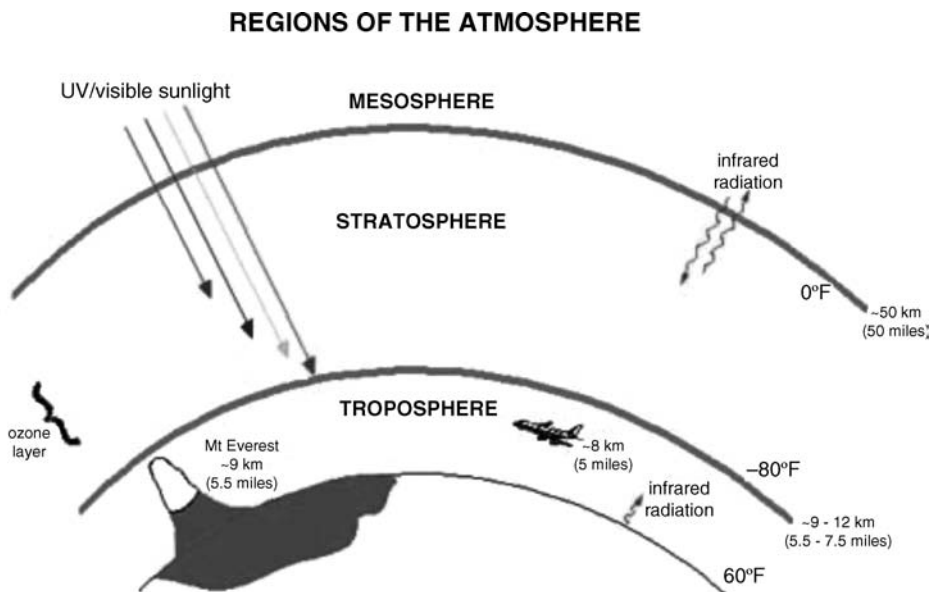 REGIONS OF THE ATMOSPHERE
UV/visible sunlight
MESOSPHERE
infrared
radiation
STRATOSPHERE
0ºF
~50 km
(50 miles)
TROPOSPHERE
ozone
layer
Mt Everest
~9 km
(5.5 miles)
~8 km
(5 miles)
–80ºF
infrared
radiation
~9 - 12 km
(5.5 - 7.5 miles)
60ºF